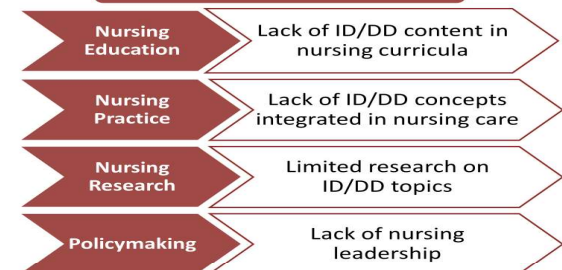 Nursing
Education
Lack of ID/DD content in
nursing curricula
Nursing
Practice
Lack of ID/DD concepts
integrated in nursing care
Nursing
Research
Limited research on
ID/DD topics
Policymaking
Lack of nursing
leadership